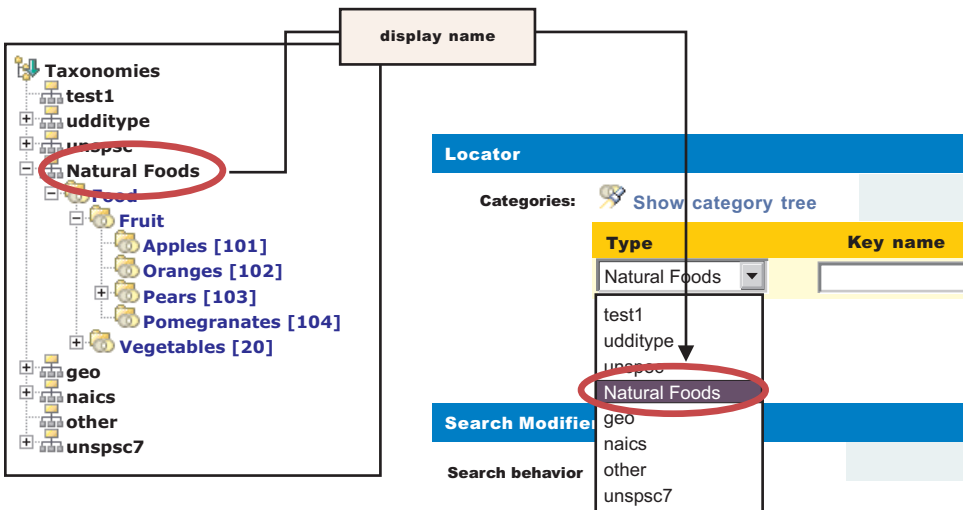 display name
Taxonomies
test1
udditype
unspsc
Natural Foods
Food
Fruit
Apples [101]
Oranges [102]
Pears [103]
Pomegranates [104]
Vegetables [20]
geo
naics
other
unspsc7
Locator
Categories:
Show category tree
Type Key name
Natural Foods
test1
udditype
unspsc
Natural Foods
geo
naics
other
unspsc7
Search Modifie
Search behavior